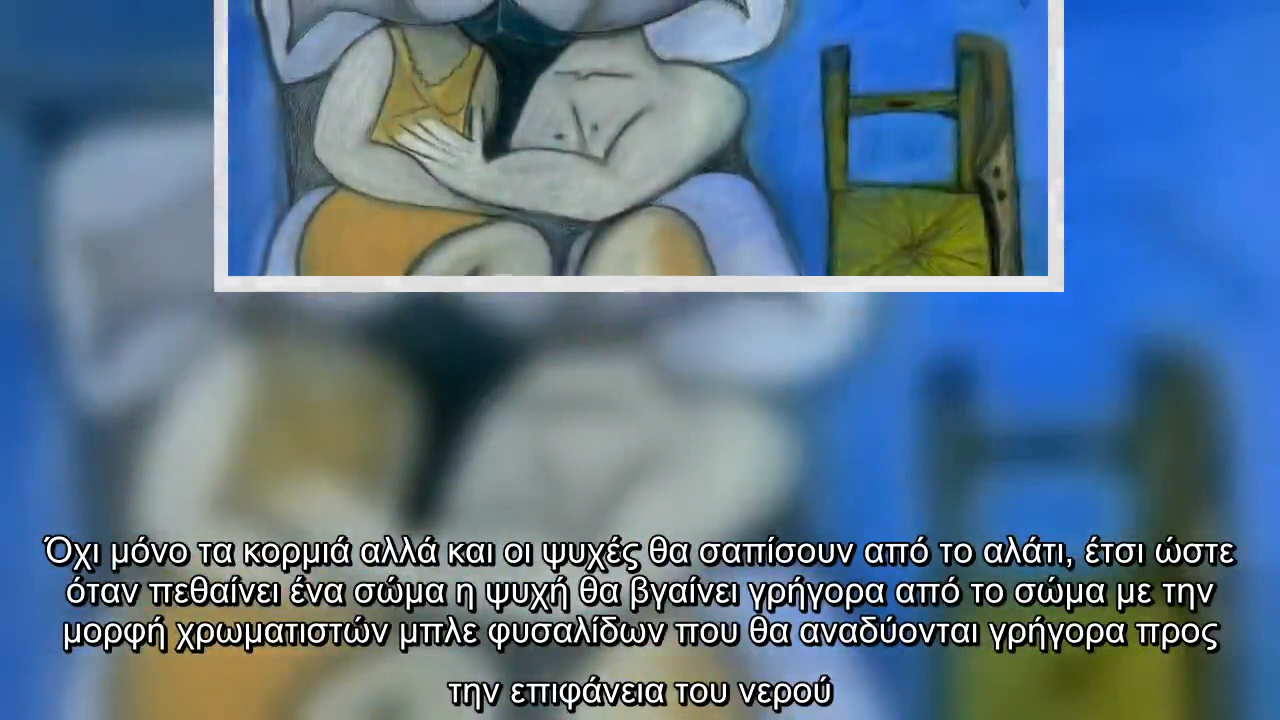 Όχι μόνο τα κορμιά αλλά και οι ψυχές θα σαπίσουν από το αλάτι, έτσι ώστε
όταν πεθαίνει ένα σώμα η ψυχή θα βγαίνει γρήγορα από το σώμα με την
μορφή χρωματιστών μπλε φυσαλίδων που θα αναδύονται γρήγορα προς
την επιφάνεια του νερού